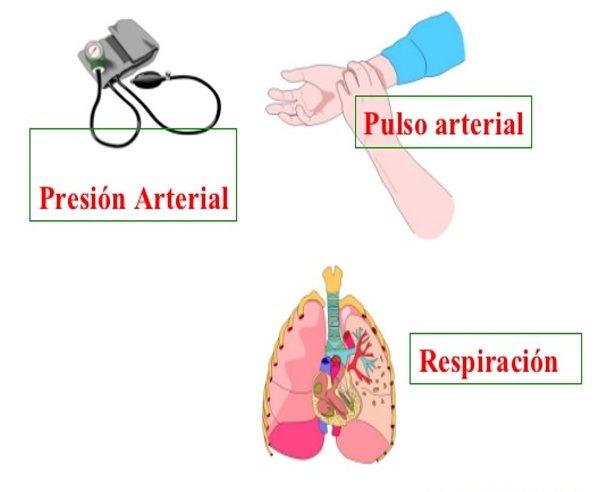 Pulso arterial
Presión Arterial
Respiración